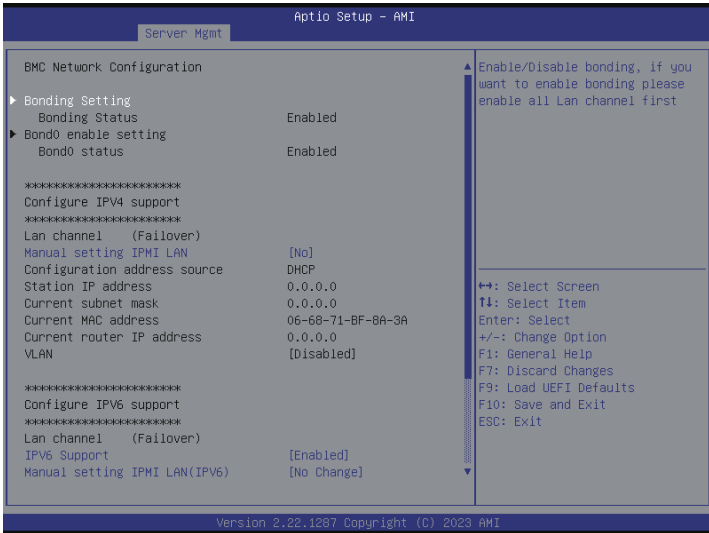 Aptio Setup – AMI
Server Mgmt
BMC Network Configuration
Bonding Setting
Bonding Status Enabled
Bond0 enable setting
Bond0 status Enabled
**********************
Configure IPV4 support
**********************
Lan channel (Failover)
Manual setting IPMI LAN [No]
Configuration address source DHCP
Station IP address 0.0.0.0
Current subnet mask 0.0.0.0
Current MAC address 06-68-71-BF-8A-3A
Current router IP address 0.0.0.0
VLAN [Disabled]
**********************
Configure IPV6 support
**********************
Lan channel (Failover)
IPV6 Support [Enabled]
Manual setting IPMI LAN(IPV6) [No Change]
Enable/Disable bonding, if you
want to enable bonding please
enable all Lan channel first
↔: Select Screen
↑↓: Select Item
Enter: Select
+/-: Change Option
F1: General Help
F7: Discard Changes
F9: Load UEFI Defaults
F10: Save and Exit
ESC: Exit
Version 2.22.1287 Copyright (C) 2023 AMI